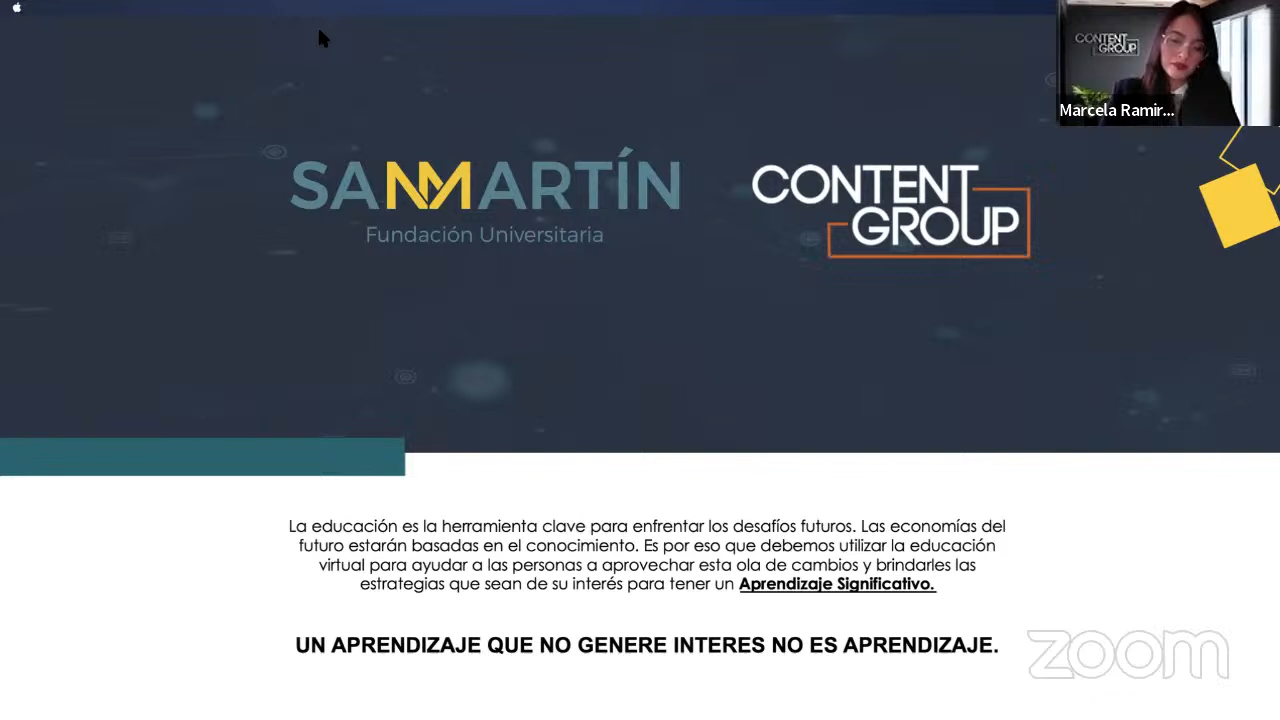 CONTENT
GROUP
Marcela Ramir...
SANMARTÍN
Fundación Universitaria
CONTENT
GROUP
La educación es la herramienta clave para enfrentar los desafíos futuros. Las economías del
futuro estarán basadas en el conocimiento. Es por eso que debemos utilizar la educación
virtual para ayudar a las personas a aprovechar esta ola de cambios y brindarles las
estrategias que sean de su interés para tener un Aprendizaje Significativo.
UN APRENDIZAJE QUE NO GENERE INTERES NO ES APRENDIZAJE.
zoom